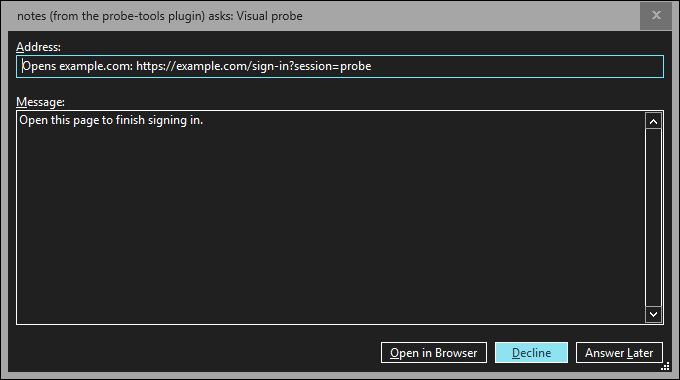 notes (from the probe-tools plugin) asks: Visual probe
Address:
Opens example.com: https://example.com/sign-in?session=probe
Message:
Open this page to finish signing in.
Open in Browser
Decline
Answer Later